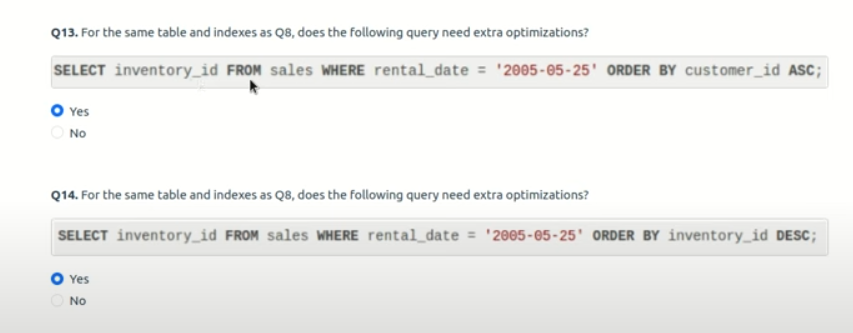 Q13. For the same table and indexes as Q8, does the following query need extra optimizations?
SELECT inventory_id FROM sales WHERE rental_date = '2005-05-25' ORDER BY customer_id ASC;
Yes
No
Q14. For the same table and indexes as Q8, does the following query need extra optimizations?
SELECT inventory_id FROM sales WHERE rental_date = '2005-05-25' ORDER BY inventory_id DESC;
Yes
No